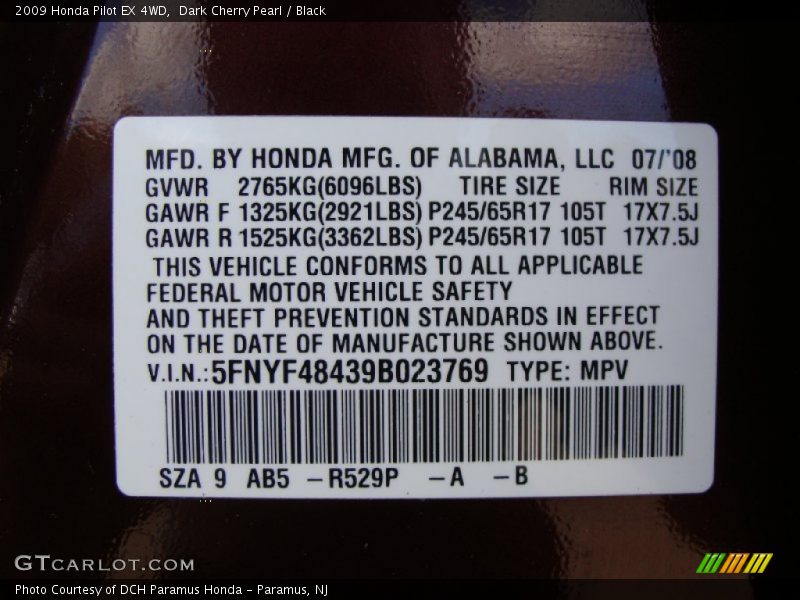 2009 Honda Pilot EX 4WD, Dark Cherry Pearl / Black
MFD. BY HONDA MFG. OF ALABAMA, LLC 07/'08
GVWR 2765KG(6096LBS) TIRE SIZE RIM SIZE
GAWR F 1325KG(2921LBS) P245/65R17 105T 17X7.5J
GAWR R 1525KG(3362LBS) P245/65R17 105T 17X7.5J
THIS VEHICLE CONFORMS TO ALL APPLICABLE
FEDERAL MOTOR VEHICLE SAFETY
AND THEFT PREVENTION STANDARDS IN EFFECT
ON THE DATE OF MANUFACTURE SHOWN ABOVE.
V.I.N.:5FNYF48439B023769 TYPE: MPV
SZA 9 AB5 –R529P –A –B
GTCARLOT.COM
Photo Courtesy of DCH Paramus Honda - Paramus, NJ